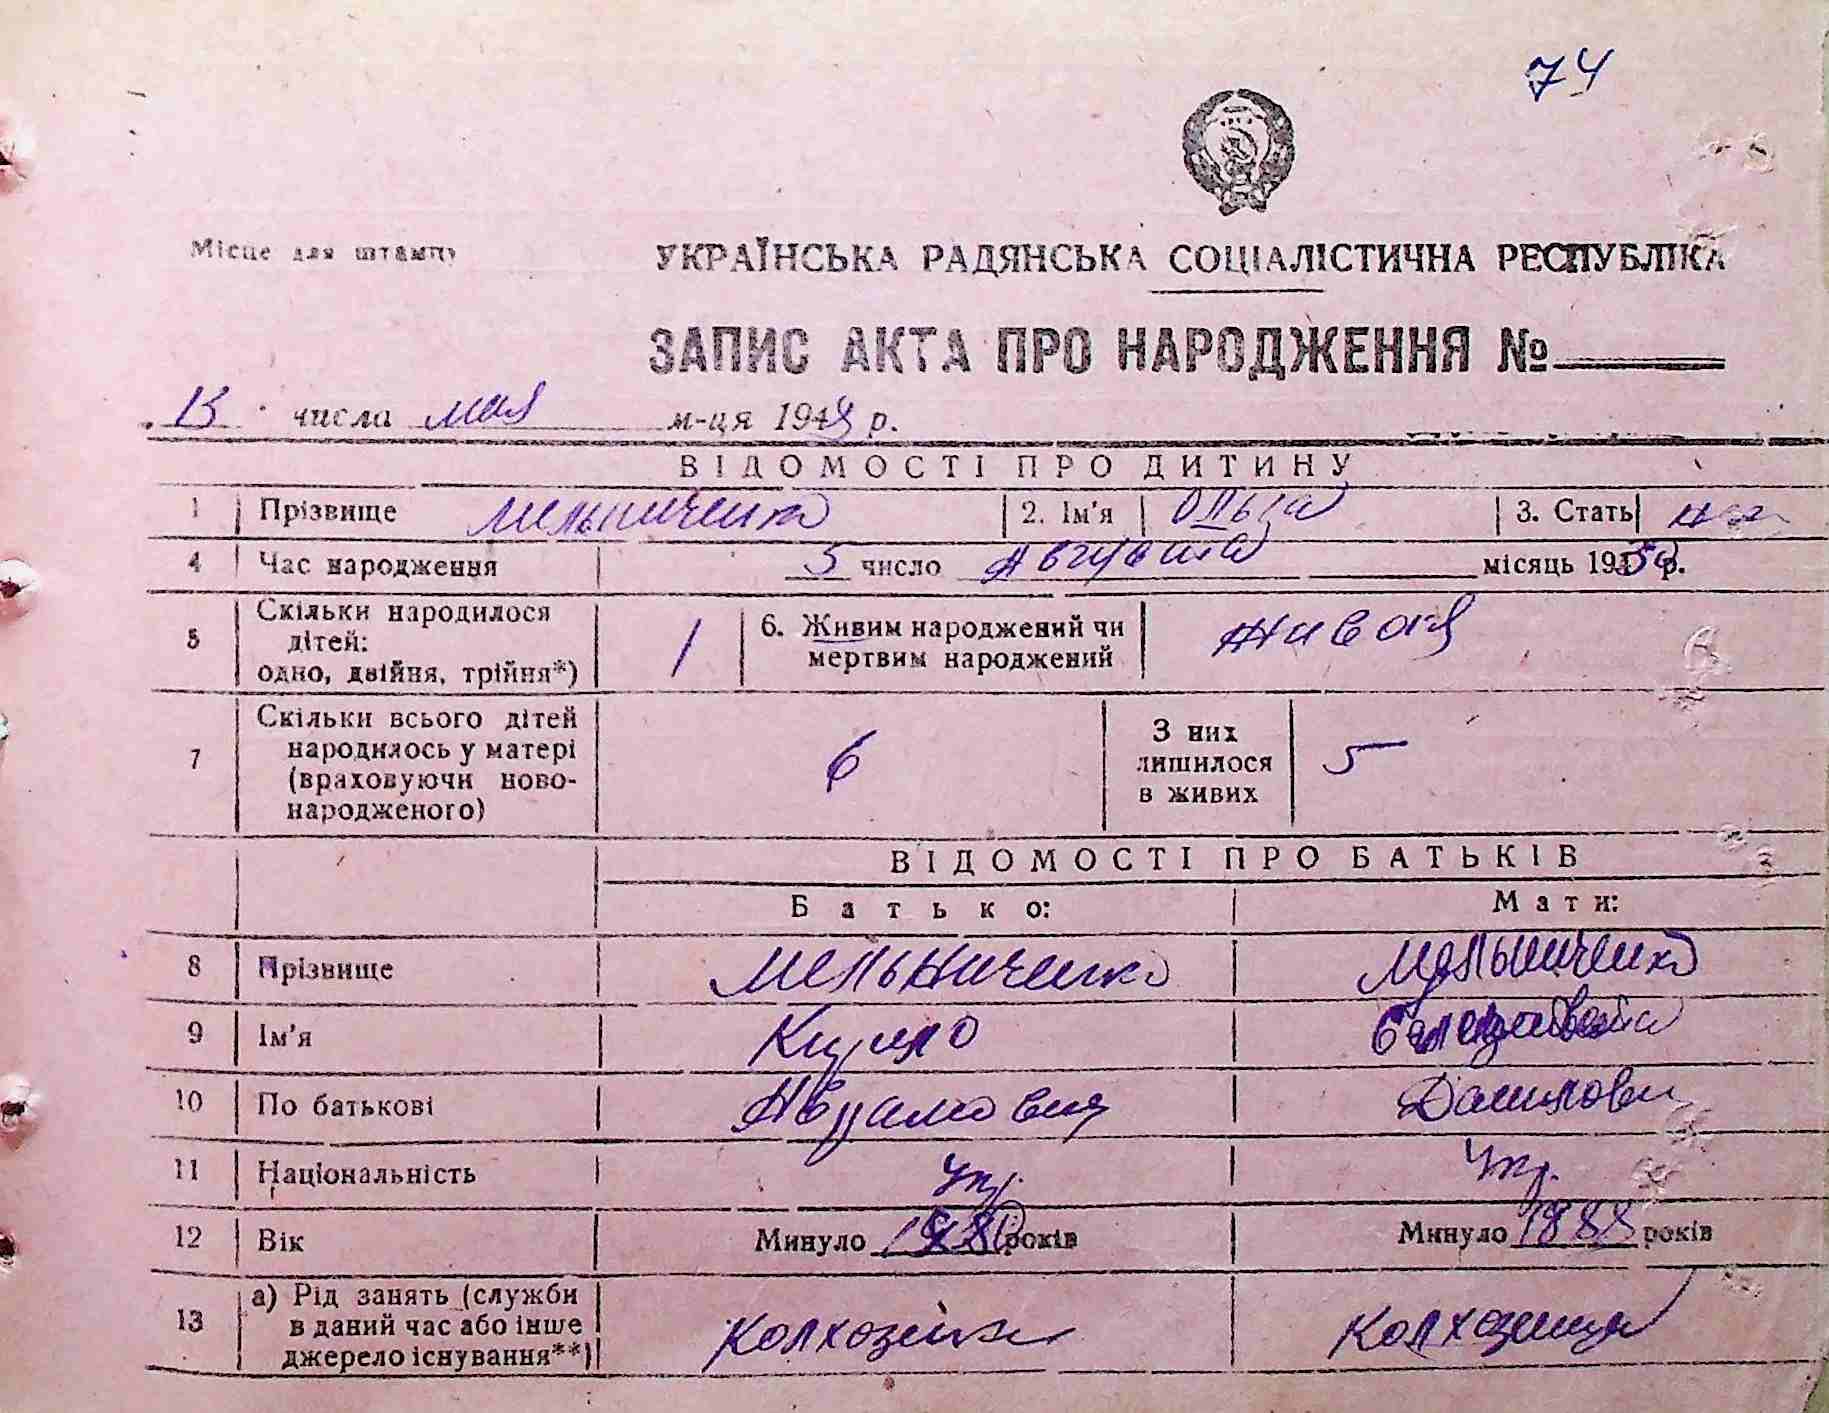 74
Місце для штампу
УКРАЇНСЬКА РАДЯНСЬКА СОЦІАЛІСТИЧНА РЕСПУБЛІКА
ЗАПИС АКТА ПРО НАРОДЖЕННЯ №
13 числа мая м-ця 1948 р.
ВІДОМОСТІ ПРО ДИТИНУ
1 Прізвище Мельниченко 2. Ім'я Ольга 3. Стать жен
4 Час народження 5 число Августа місяць 19 р.
5 Скільки народилося дітей: одно, двійня, трійня*) 1 6. Живим народжений чи мертвим народжений живая
7 Скільки всього дітей народилось у матері (враховуючи новонародженого) 6 З них лишилося в живих 5
ВІДОМОСТІ ПРО БАТЬКІВ
Батько: Мати:
8 Прізвище Мельниченко Мельниченко
9 Ім'я Кирило
10 По батькові Аврамович Даниловн
11 Національність Укр. Укр.
12 Вік Минуло років Минуло 1888 років
13 а) Рід занять (служби в даний час або інше джерело існування**) Колхозник Колхозница